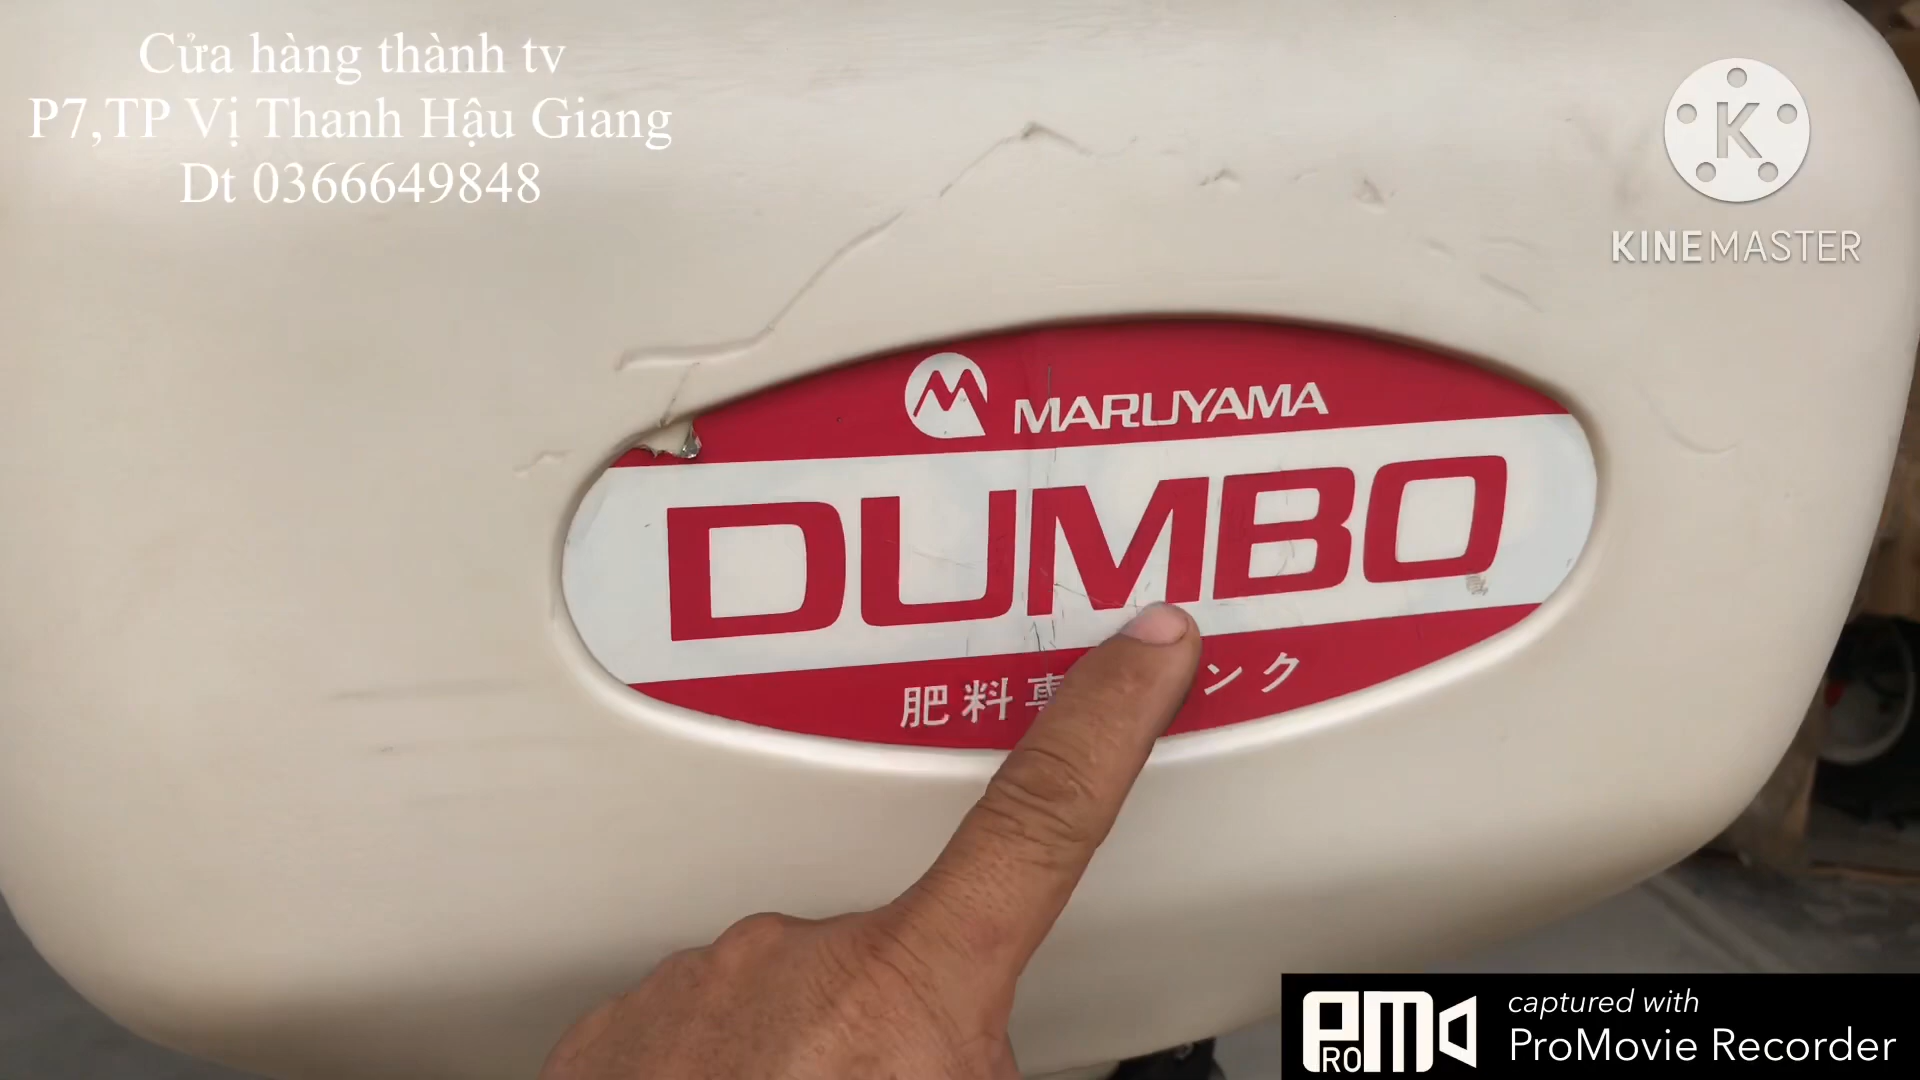 Cửa hàng thành tv
P7,TP Vị Thanh Hậu Giang
Dt 0366649848
K
KINEMASTER
MARUYAMA
DUMBO
肥料専 ンク
PROM
captured with
ProMovie Recorder